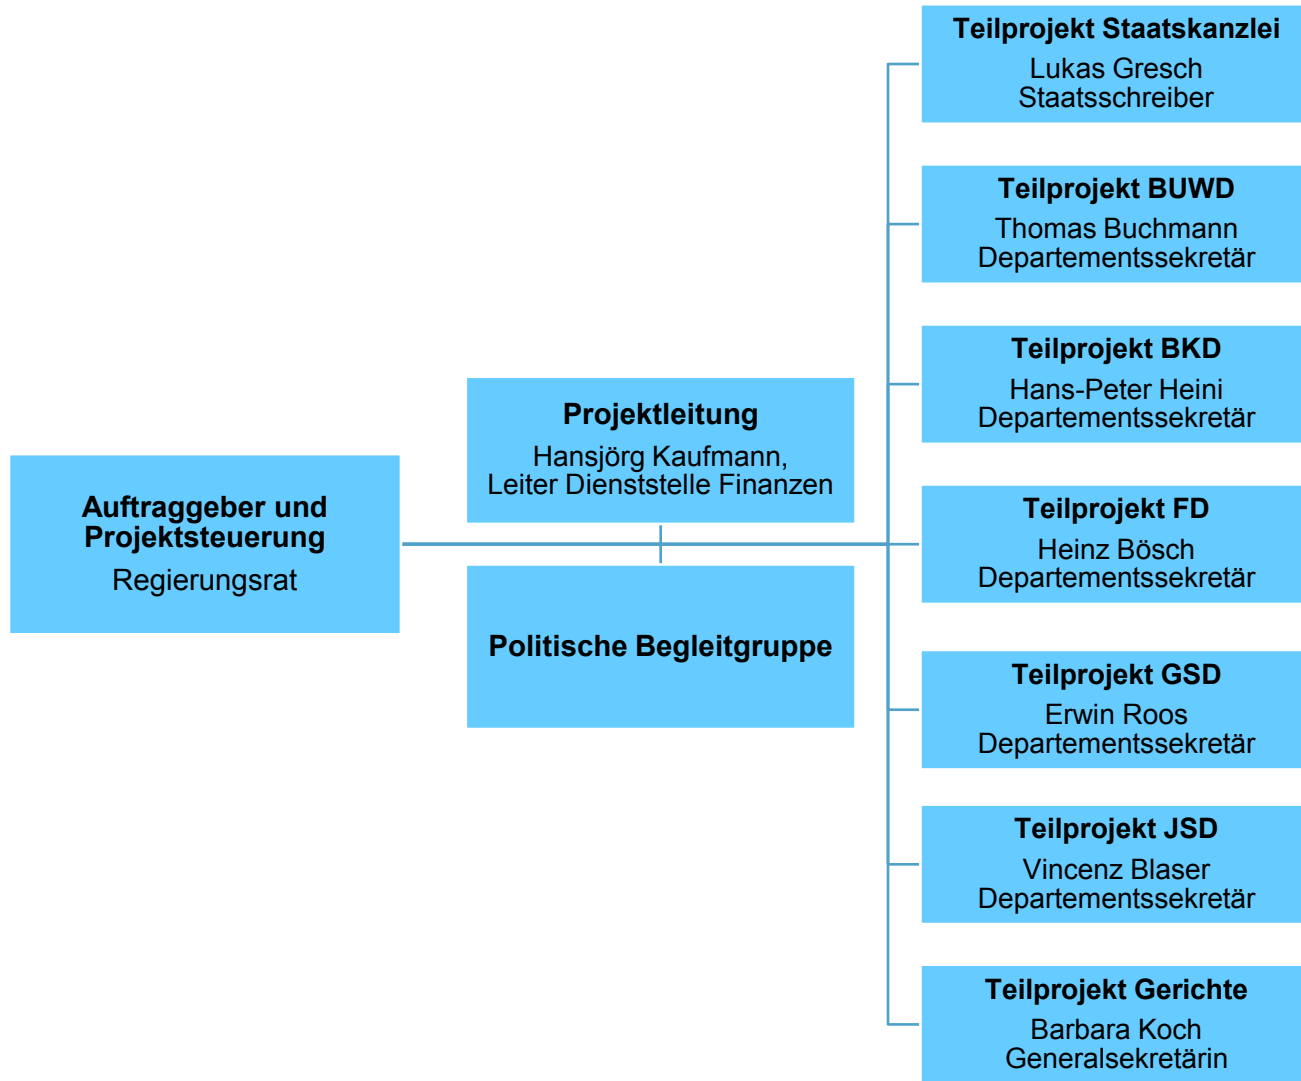 Auftraggeber und
Projektsteuerung
Regierungsrat
Projektleitung
Hansjörg Kaufmann,
Leiter Dienststelle Finanzen
Politische Begleitgruppe
Teilprojekt Staatskanzlei
Lukas Gresch
Staatsschreiber
Teilprojekt BUWD
Thomas Buchmann
Departementssekretär
Teilprojekt BKD
Hans-Peter Heini
Departementssekretär
Teilprojekt FD
Heinz Bösch
Departementssekretär
Teilprojekt GSD
Erwin Roos
Departementssekretär
Teilprojekt JSD
Vincenz Blaser
Departementssekretär
Teilprojekt Gerichte
Barbara Koch
Generalsekretärin